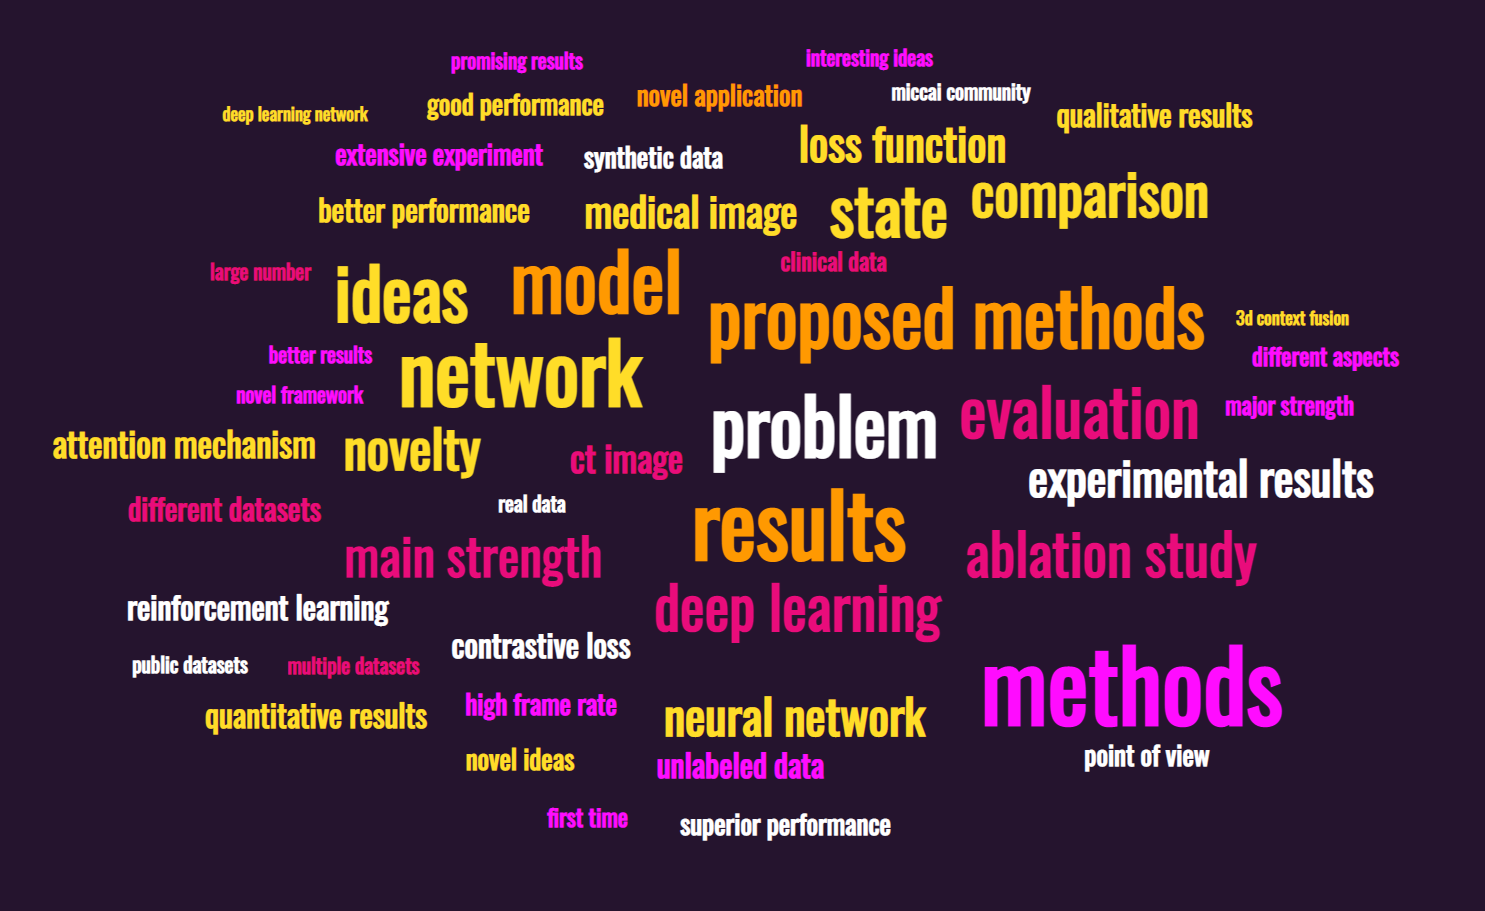 promising results
interesting ideas
deep learning network
good performance
novel application
miccai community
qualitative results
extensive experiment
synthetic data
loss function
better performance
medical image
state
comparison
large number
ideas
model
clinical data
proposed methods
3d context fusion
better results
network
different aspects
novel framework
problem
evaluation
major strength
attention mechanism
novelty
ct image
experimental results
different datasets
real data
results
main strength
ablation study
reinforcement learning
deep learning
contrastive loss
public datasets
multiple datasets
methods
quantitative results
high frame rate
neural network
point of view
novel ideas
unlabeled data
first time
superior performance